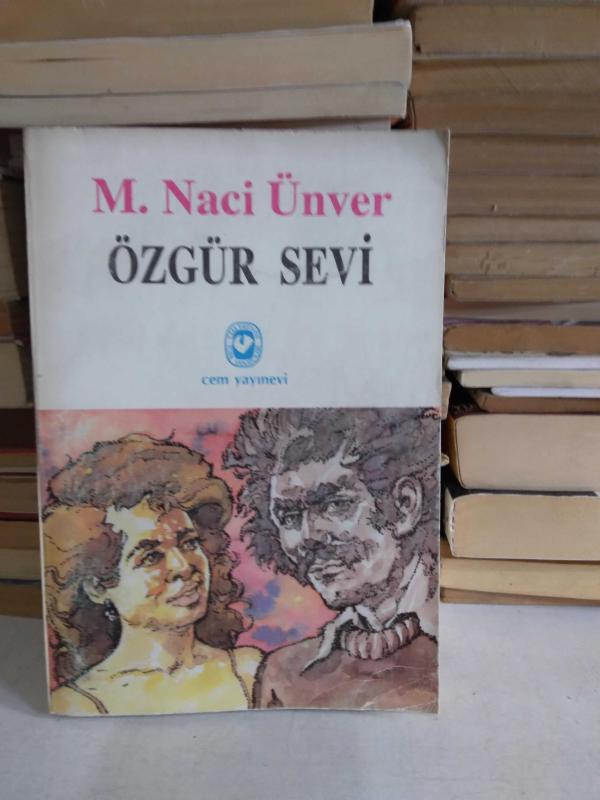 M. Naci Ünver
ÖZGÜR SEVİ
cem yayınevi